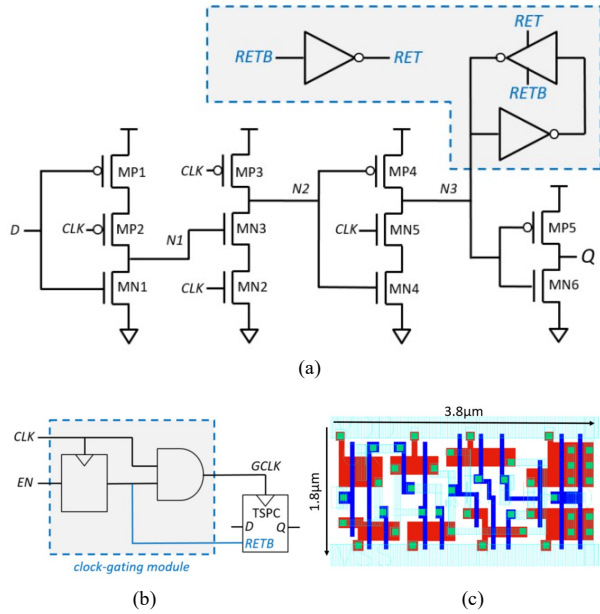 RET
RETB
RET
RETB
MP1
CLK
MP3
MP4
N2
N3
D
CLK
MP2
N1
MN3
CLK
MN5
MP5
Q
MN1
CLK
MN2
MN4
MN6
(a)
CLK
EN
GCLK
TSPC
D
Q
RETB
clock-gating module
3.8µm
1.8µm
(b)
(c)